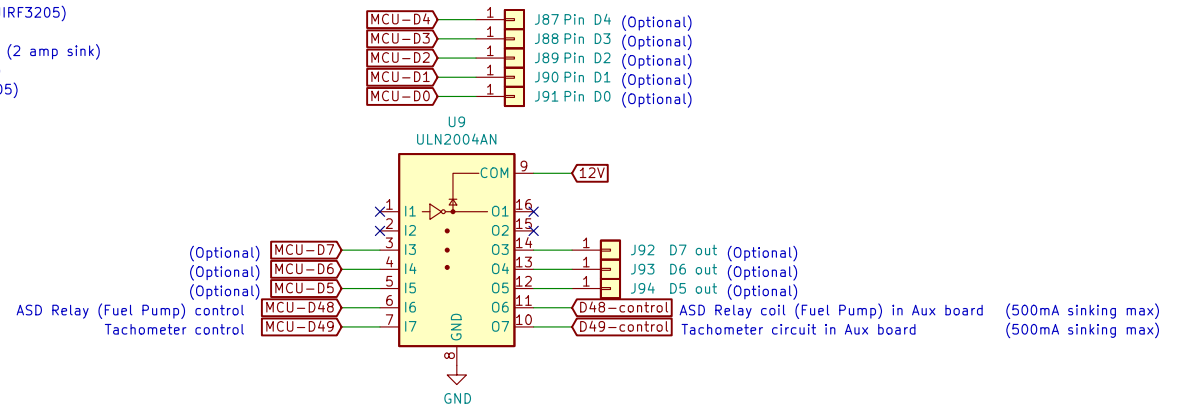 IRF3205)
MCU-D4 1 J87 Pin D4 (Optional)
MCU-D3 1 J88 Pin D3 (Optional)
(2 amp sink)
MCU-D2 1 J89 Pin D2 (Optional)
MCU-D1 1 J90 Pin D1 (Optional)
05)
MCU-D0 1 J91 Pin D0 (Optional)
U9
ULN2004AN
COM 9 12V
1 I1 O1 16
2 I2 O2 15
(Optional) MCU-D7 3 I3 O3 14 1 J92 D7 out (Optional)
(Optional) MCU-D6 4 I4 O4 13 1 J93 D6 out (Optional)
(Optional) MCU-D5 5 I5 O5 12 1 J94 D5 out (Optional)
ASD Relay (Fuel Pump) control MCU-D48 6 I6 O6 11 D48-control ASD Relay coil (Fuel Pump) in Aux board (500mA sinking max)
Tachometer control MCU-D49 7 I7 O7 10 D49-control Tachometer circuit in Aux board (500mA sinking max)
GND
8
GND